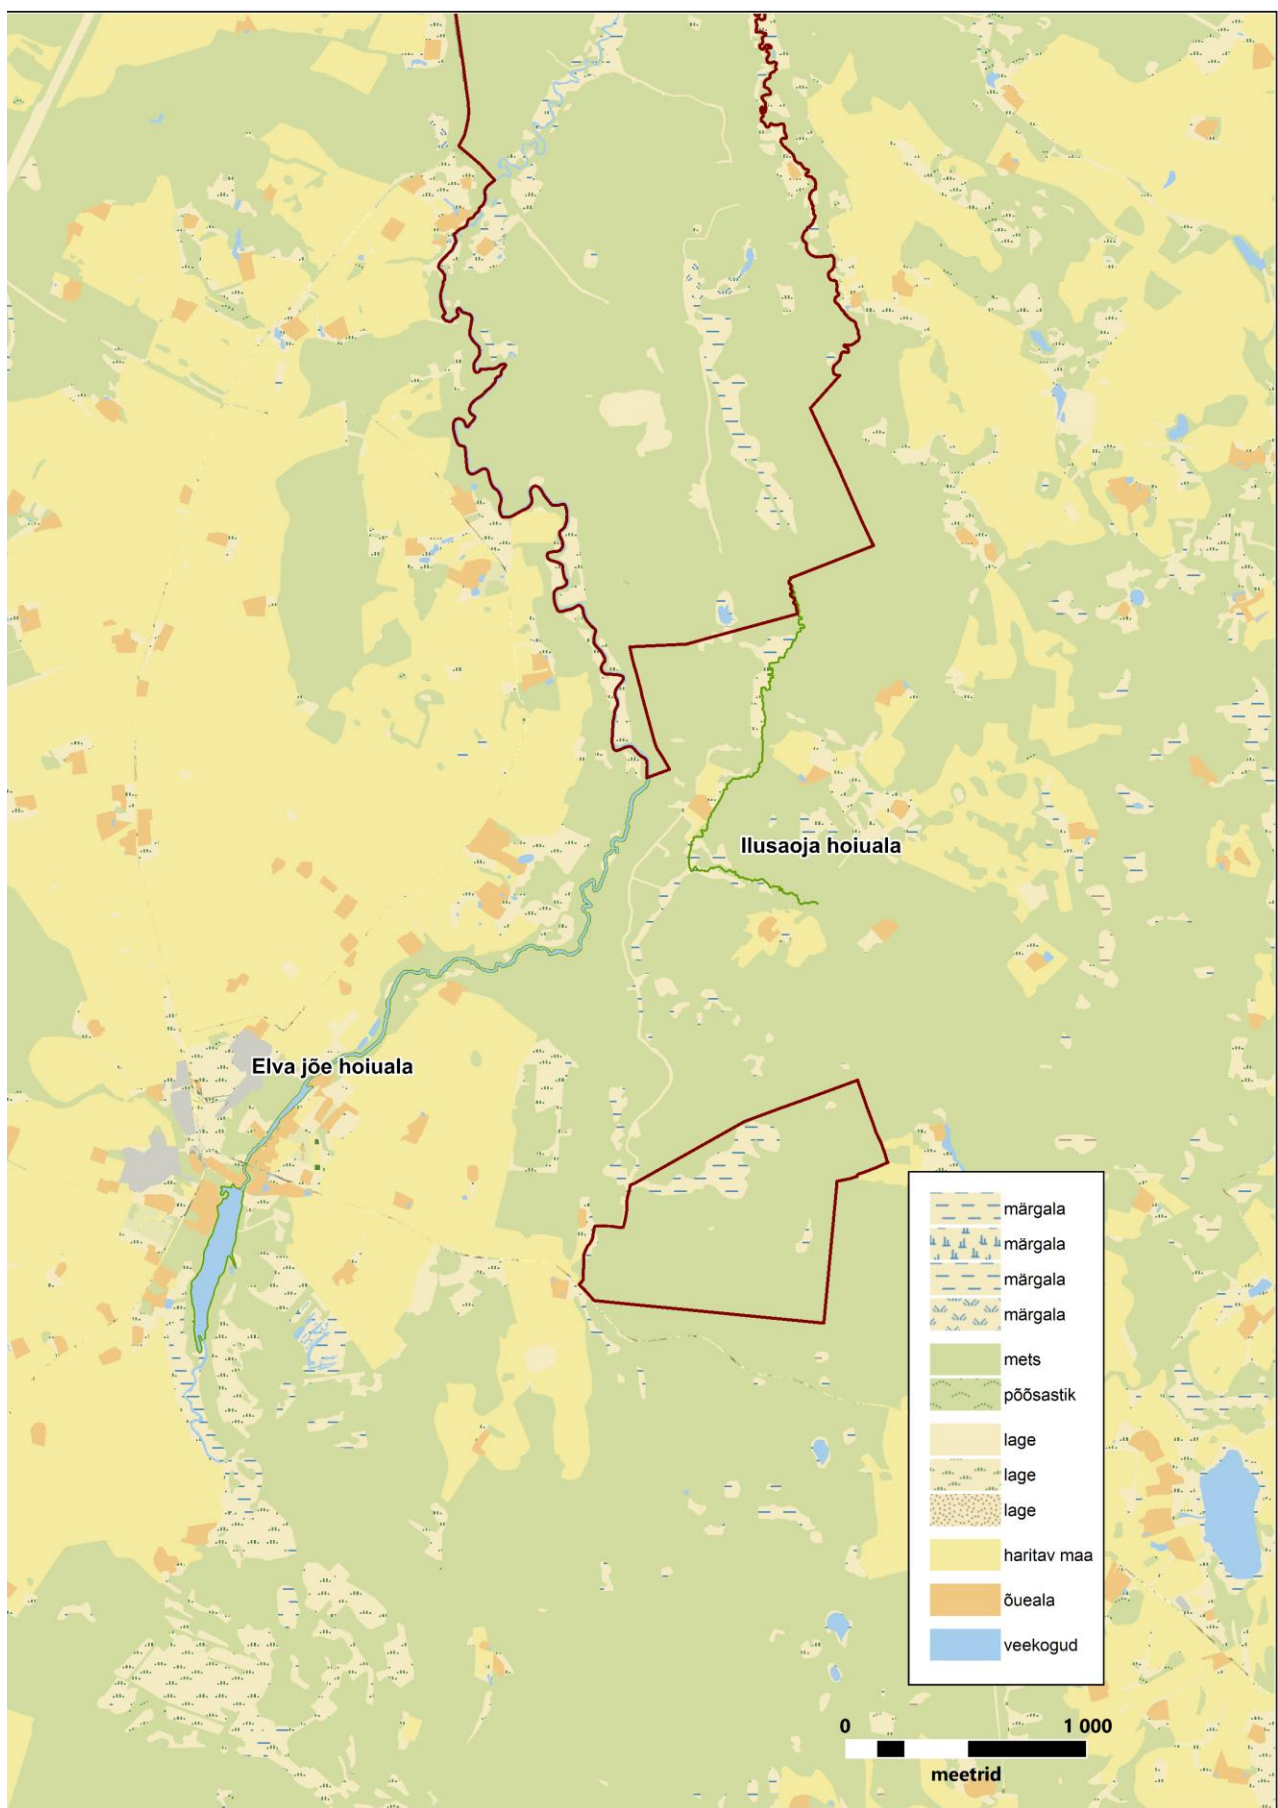 Ilusaoja hoiuala
Elva jõe hoiuala
märgala
märgala
märgala
märgala
mets
põõsastik
lage
lage
lage
haritav maa
õueala
veekogud
0 1 000
meetrid